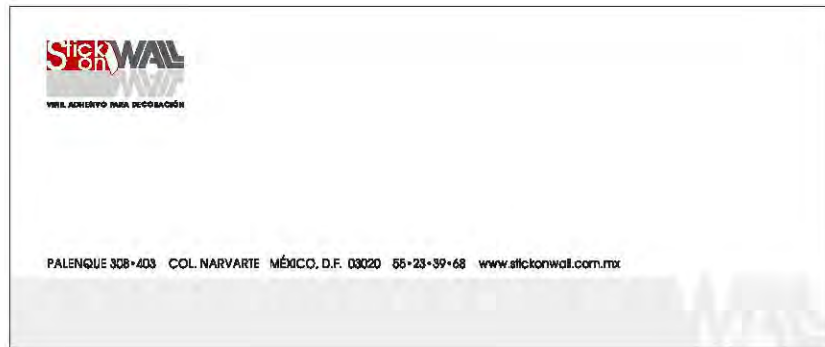 Stick on WALL
VINIL ADHESIVO PARA DECORACIÓN
PALENQUE 308•403 COL. NARVARTE MÉXICO, D.F. 03020 55•23•39•68 www.stickonwall.com.mx